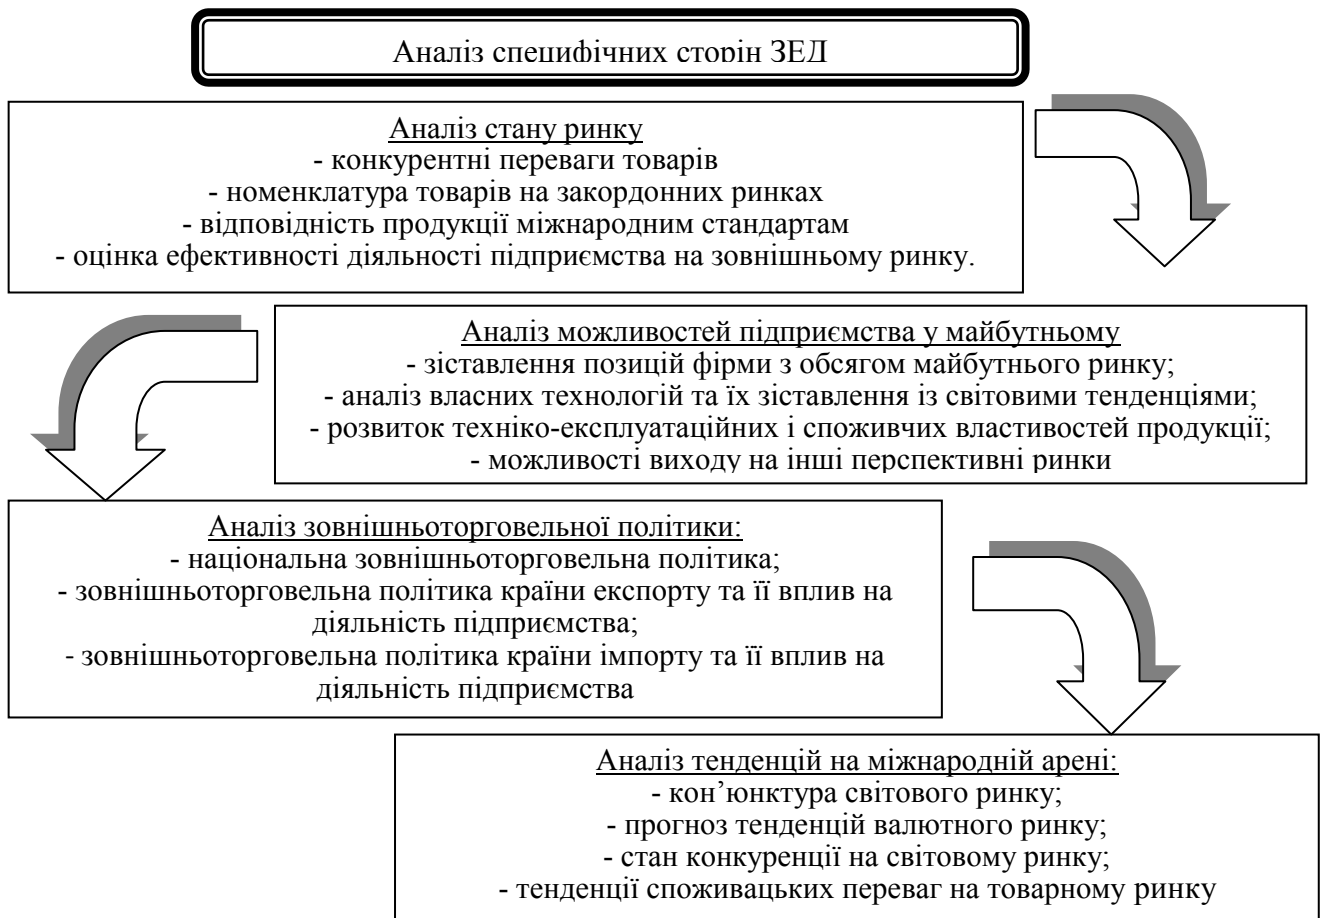 Аналіз специфічних сторін ЗЕД
Аналіз стану ринку
- конкурентні переваги товарів
- номенклатура товарів на закордонних ринках
- відповідність продукції міжнародним стандартам
- оцінка ефективності діяльності підприємства на зовнішньому ринку.
Аналіз можливостей підприємства у майбутньому
- зіставлення позицій фірми з обсягом майбутнього ринку;
- аналіз власних технологій та їх зіставлення із світовими тенденціями;
- розвиток техніко-експлуатаційних і споживчих властивостей продукції;
- можливості виходу на інші перспективні ринки
Аналіз зовнішньоторговельної політики:
- національна зовнішньоторговельна політика;
- зовнішньоторговельна політика країни експорту та її вплив на
діяльність підприємства;
- зовнішньоторговельна політика країни імпорту та її вплив на
діяльність підприємства
Аналіз тенденцій на міжнародній арені:
- кон’юнктура світового ринку;
- прогноз тенденцій валютного ринку;
- стан конкуренції на світовому ринку;
- тенденції споживацьких переваг на товарному ринку